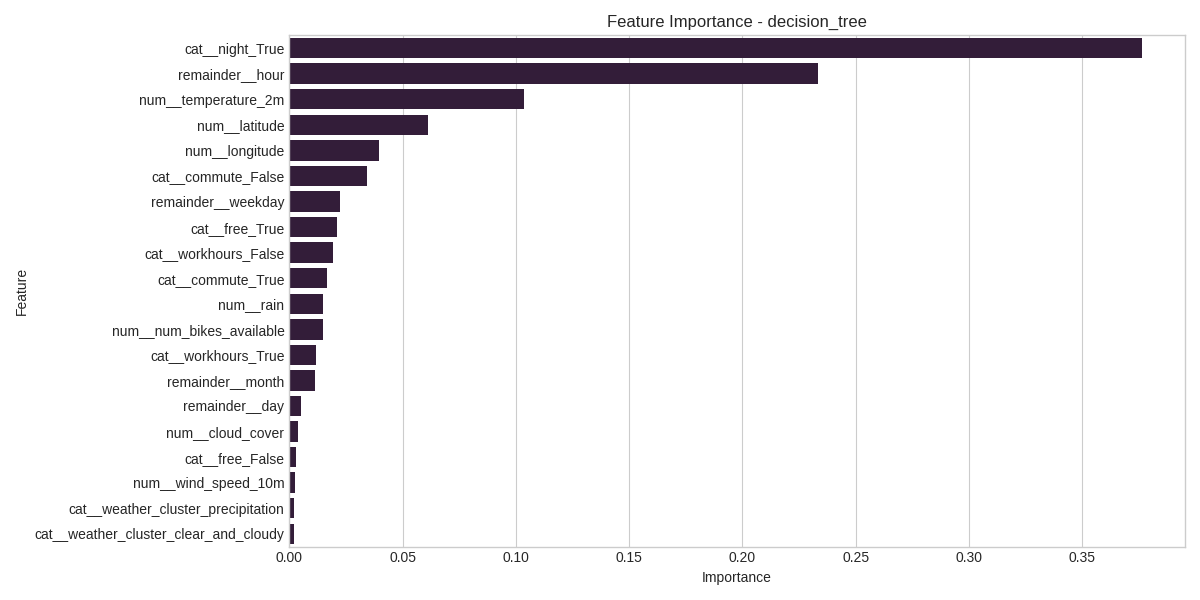 Feature Importance - decision_tree
cat__night_True
remainder__hour
num__temperature_2m
num__latitude
num__longitude
cat__commute_False
remainder__weekday
cat__free_True
cat__workhours_False
cat__commute_True
num__rain
num__num_bikes_available
cat__workhours_True
remainder__month
remainder__day
num__cloud_cover
cat__free_False
num__wind_speed_10m
cat__weather_cluster_precipitation
cat__weather_cluster_clear_and_cloudy
Feature
0.00 0.05 0.10 0.15 0.20 0.25 0.30 0.35
Importance